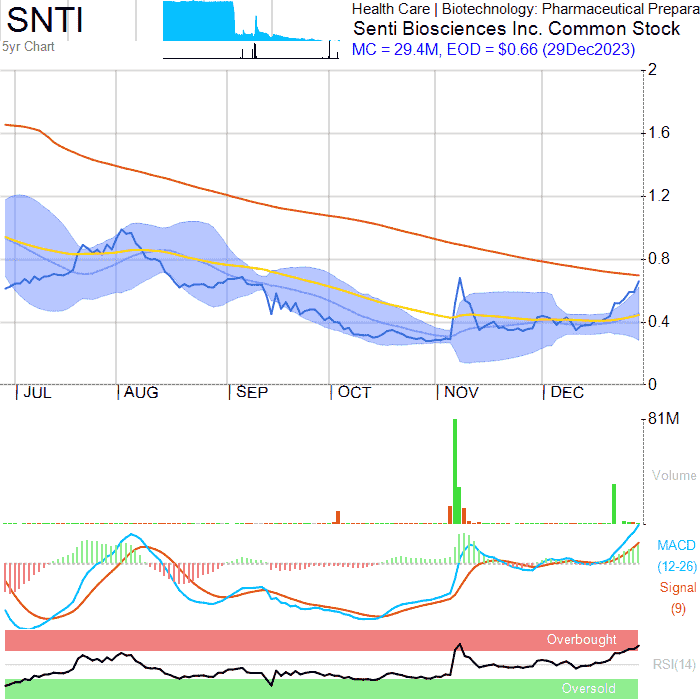 SNTI
5yr Chart
Health Care | Biotechnology: Pharmaceutical Prepara
Senti Biosciences Inc. Common Stock
MC = 29.4M, EOD = $0.66 (29Dec2023)
2
1.6
1.2
0.8
0.4
0
JUL AUG SEP OCT NOV DEC
81M
Volume
MACD
(12-26)
Signal
(9)
Overbought
RSI(14)
Oversold